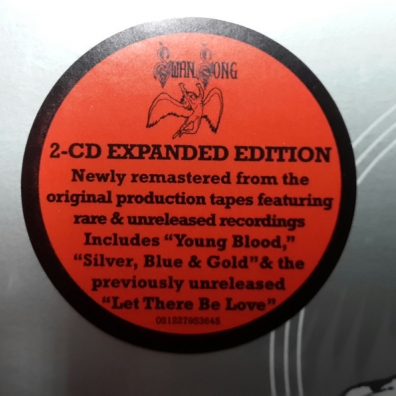 Swan Song
2-CD EXPANDED EDITION
Newly remastered from the
original production tapes featuring
rare & unreleased recordings
Includes “Young Blood,”
“Silver, Blue & Gold”& the
previously unreleased
“Let There Be Love”
081227953645